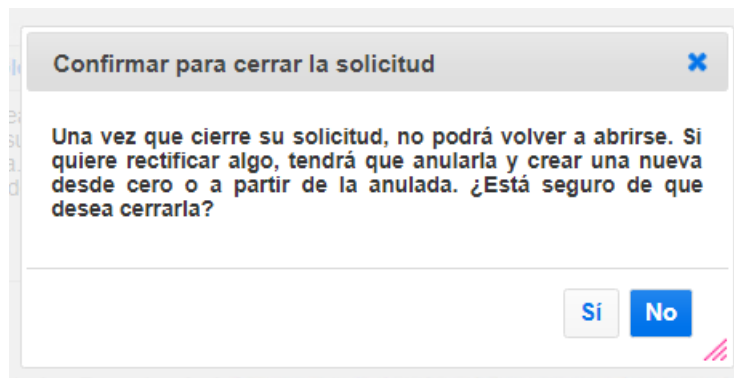 Confirmar para cerrar la solicitud
Una vez que cierre su solicitud, no podrá volver a abrirse. Si
quiere rectificar algo, tendrá que anularla y crear una nueva
desde cero o a partir de la anulada. ¿Está seguro de que
desea cerrarla?
Sí
No